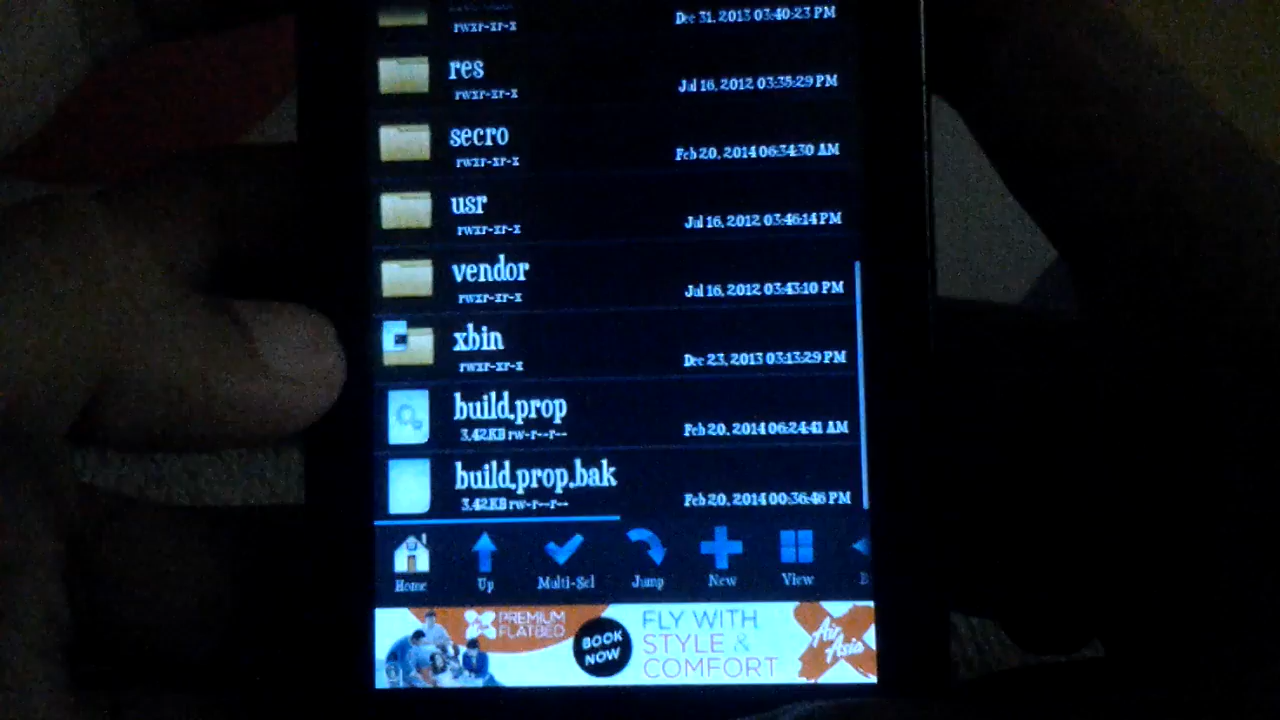 rwxr-xr-x
Dec 31, 2013 03:40:23 PM
res
rwxr-xr-x
Jul 16, 2012 03:35:29 PM
secro
rwxr-xr-x
Feb 20, 2014 06:34:30 AM
usr
rwxr-xr-x
Jul 16, 2012 03:46:14 PM
vendor
rwxr-xr-x
Jul 16, 2012 03:43:10 PM
xbin
rwxr-xr-x
Dec 23, 2013 03:13:29 PM
build.prop
3.42KB rw-r--r--
Feb 20, 2014 06:24:41 AM
build.prop.bak
3.42KB rw-r--r--
Feb 20, 2014 00:36:46 PM
Home
Up
Multi-Sel
Jump
New
View
B
PREMIUM
FLATBED
BOOK
NOW
FLY WITH
STYLE &
COMFORT
Air
Asia